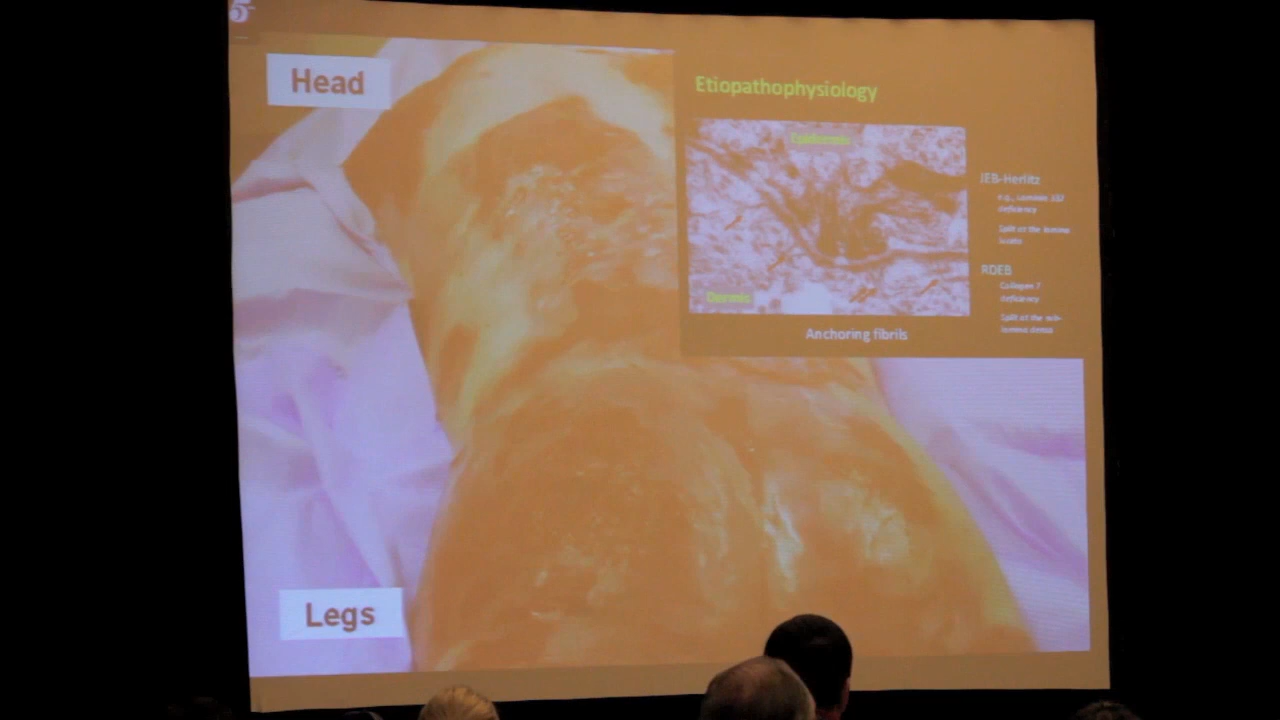 Head
Legs
Etiopathophysiology
Epidermis
Dermis
Anchoring fibrils
JEB-Herlitz
e.g., Laminin 332
deficiency
Split at the lamina
lucida
RDEB
Collagen 7
deficiency
Split at the sub-
lamina densa